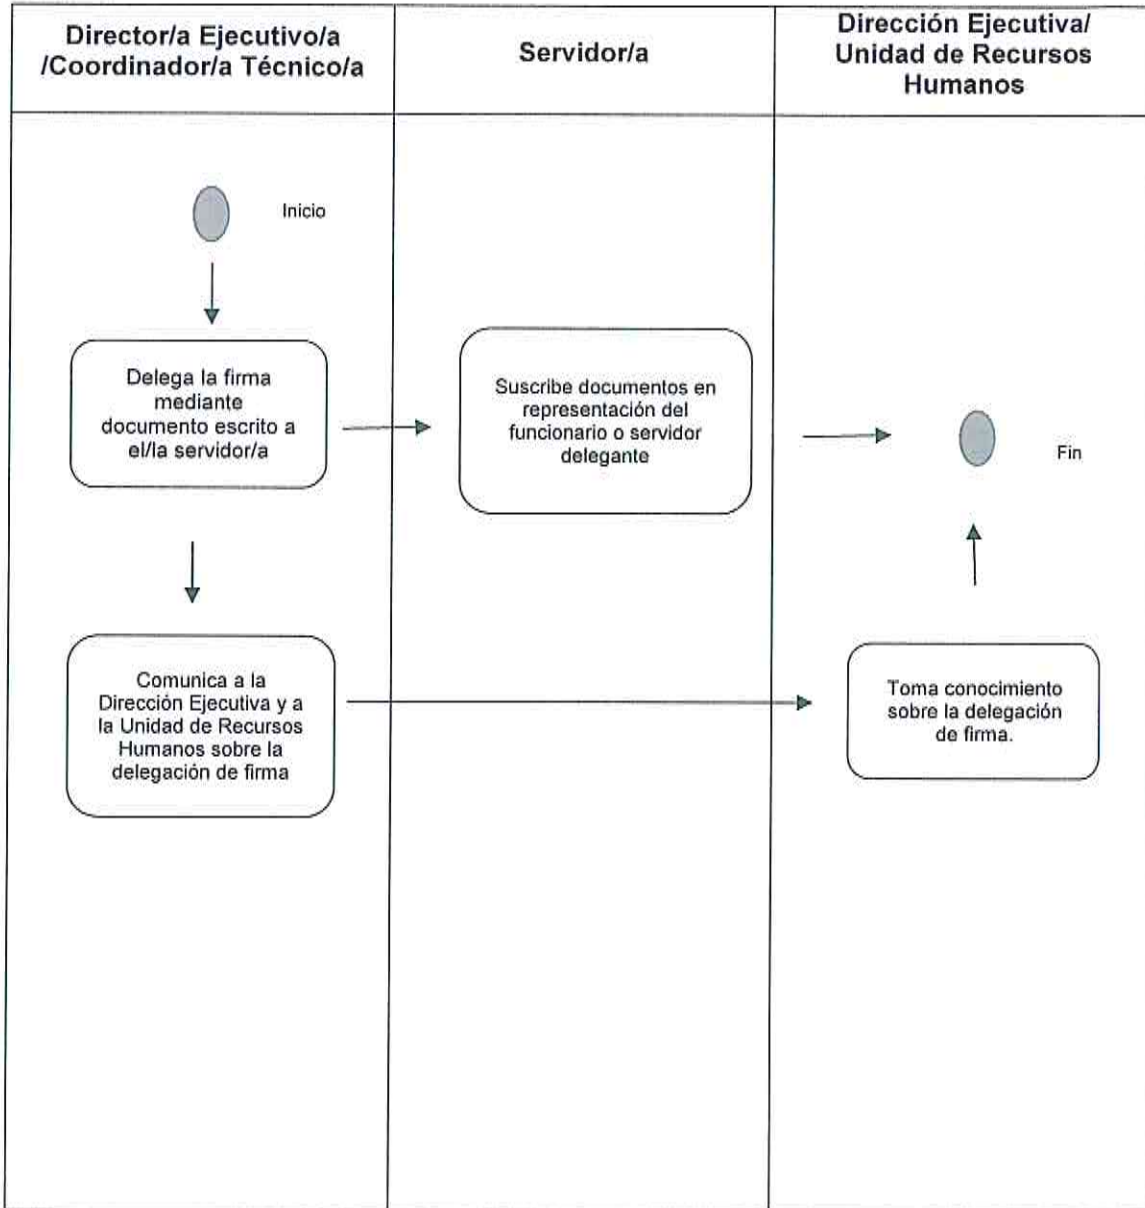 Director/a Ejecutivo/a
/Coordinador/a Técnico/a
Servidor/a
Dirección Ejecutiva/
Unidad de Recursos
Humanos
Inicio
Delega la firma
mediante
documento escrito a
el/la servidor/a
Suscribe documentos en
representación del
funcionario o servidor
delegante
Fin
Comunica a la
Dirección Ejecutiva y a
la Unidad de Recursos
Humanos sobre la
delegación de firma
Toma conocimiento
sobre la delegación
de firma.